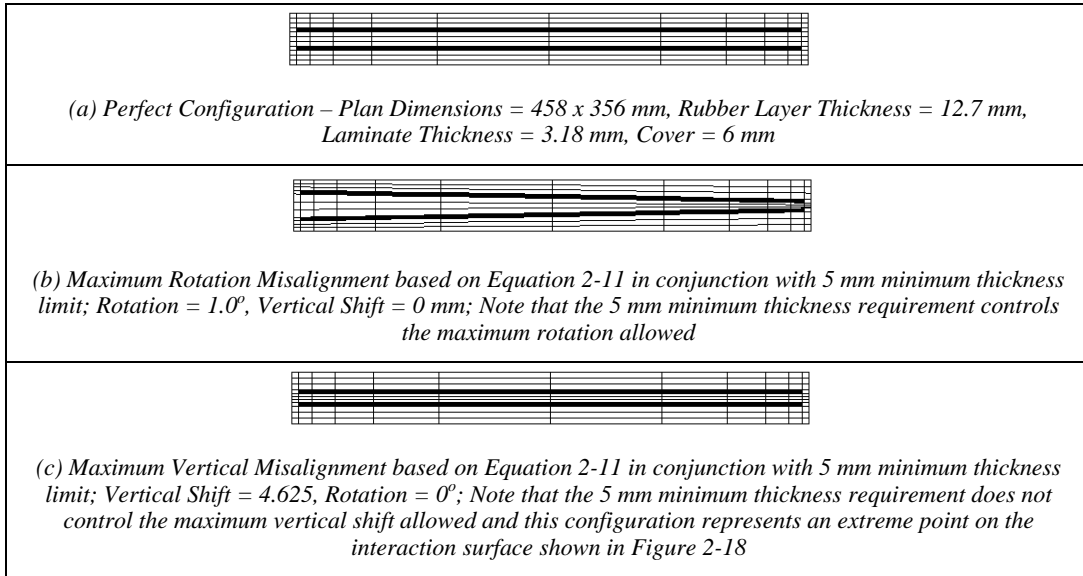 (a) Perfect Configuration – Plan Dimensions = 458 x 356 mm, Rubber Layer Thickness = 12.7 mm,
Laminate Thickness = 3.18 mm, Cover = 6 mm
(b) Maximum Rotation Misalignment based on Equation 2-11 in conjunction with 5 mm minimum thickness
limit; Rotation = 1.0º, Vertical Shift = 0 mm; Note that the 5 mm minimum thickness requirement controls
the maximum rotation allowed
(c) Maximum Vertical Misalignment based on Equation 2-11 in conjunction with 5 mm minimum thickness
limit; Vertical Shift = 4.625, Rotation = 0º; Note that the 5 mm minimum thickness requirement does not
control the maximum vertical shift allowed and this configuration represents an extreme point on the
interaction surface shown in Figure 2-18